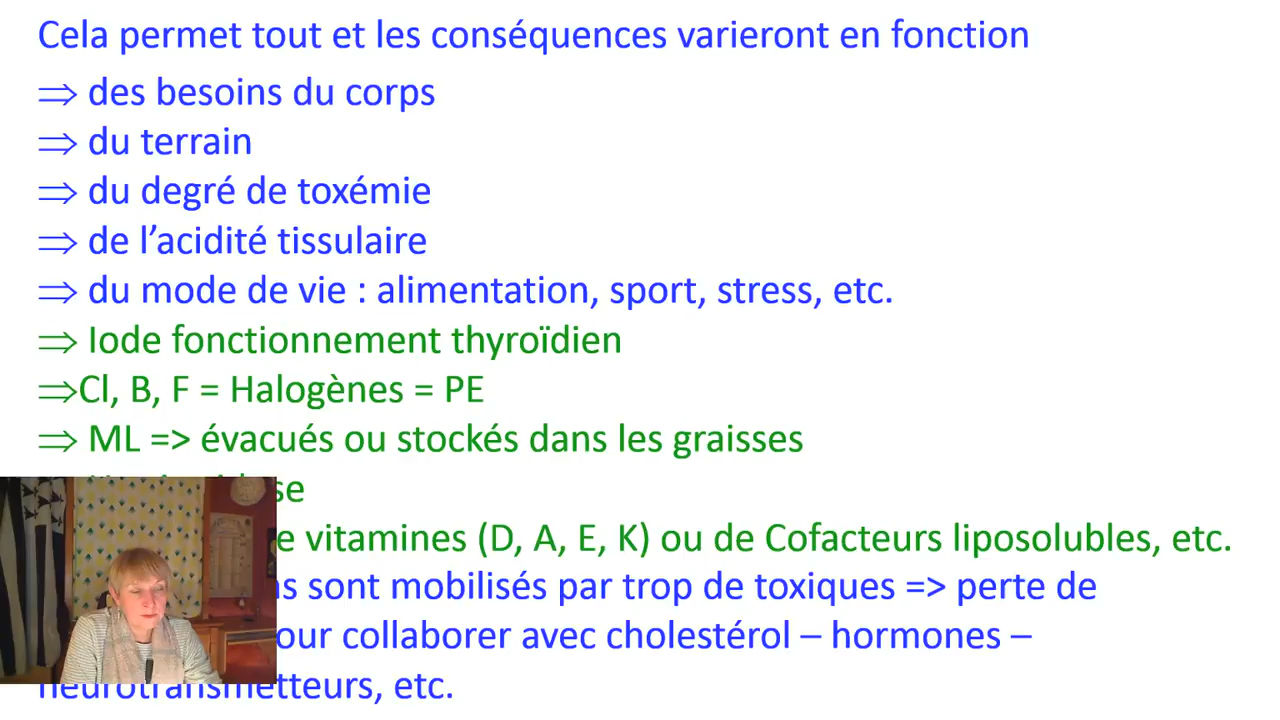 Cela permet tout et les conséquences varieront en fonction
⇒ des besoins du corps
⇒ du terrain
⇒ du degré de toxémie
⇒ de l’acidité tissulaire
⇒ du mode de vie : alimentation, sport, stress, etc.
⇒ Iode fonctionnement thyroïdien
⇒Cl, B, F = Halogènes = PE
⇒ ML => évacués ou stockés dans les graisses
vitamines (D, A, E, K) ou de Cofacteurs liposolubles, etc.
sont mobilisés par trop de toxiques => perte de
collaborer avec cholestérol – hormones –
neurotransmetteurs, etc.